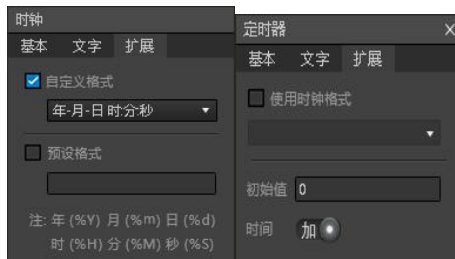 时钟
基本 文字 扩展
自定义格式
年-月-日 时:分:秒
预设格式
注: 年 (%Y) 月 (%m) 日 (%d)
时 (%H) 分 (%M) 秒 (%S)
定时器 X
基本 文字 扩展
使用时钟格式
初始值 0
时间 加